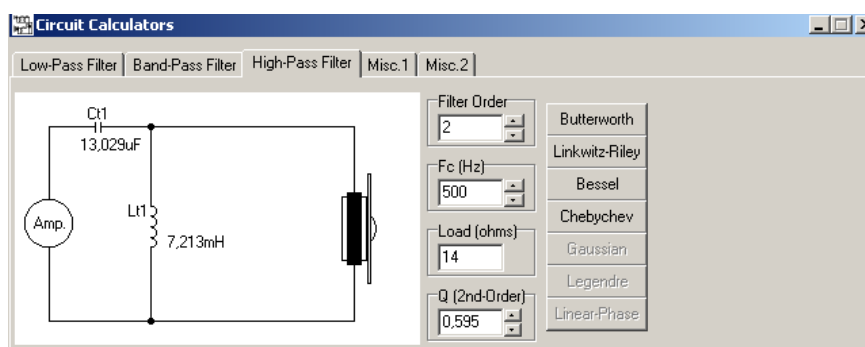 Circuit Calculators
Low-Pass Filter
Band-Pass Filter
High-Pass Filter
Misc.1
Misc.2
Ct1
13,029uF
Amp.
Lt1
7,213mH
Filter Order
2
Fc (Hz)
500
Load (ohms)
14
Q (2nd-Order)
0,595
Butterworth
Linkwitz-Riley
Bessel
Chebychev
Gaussian
Legendre
Linear-Phase